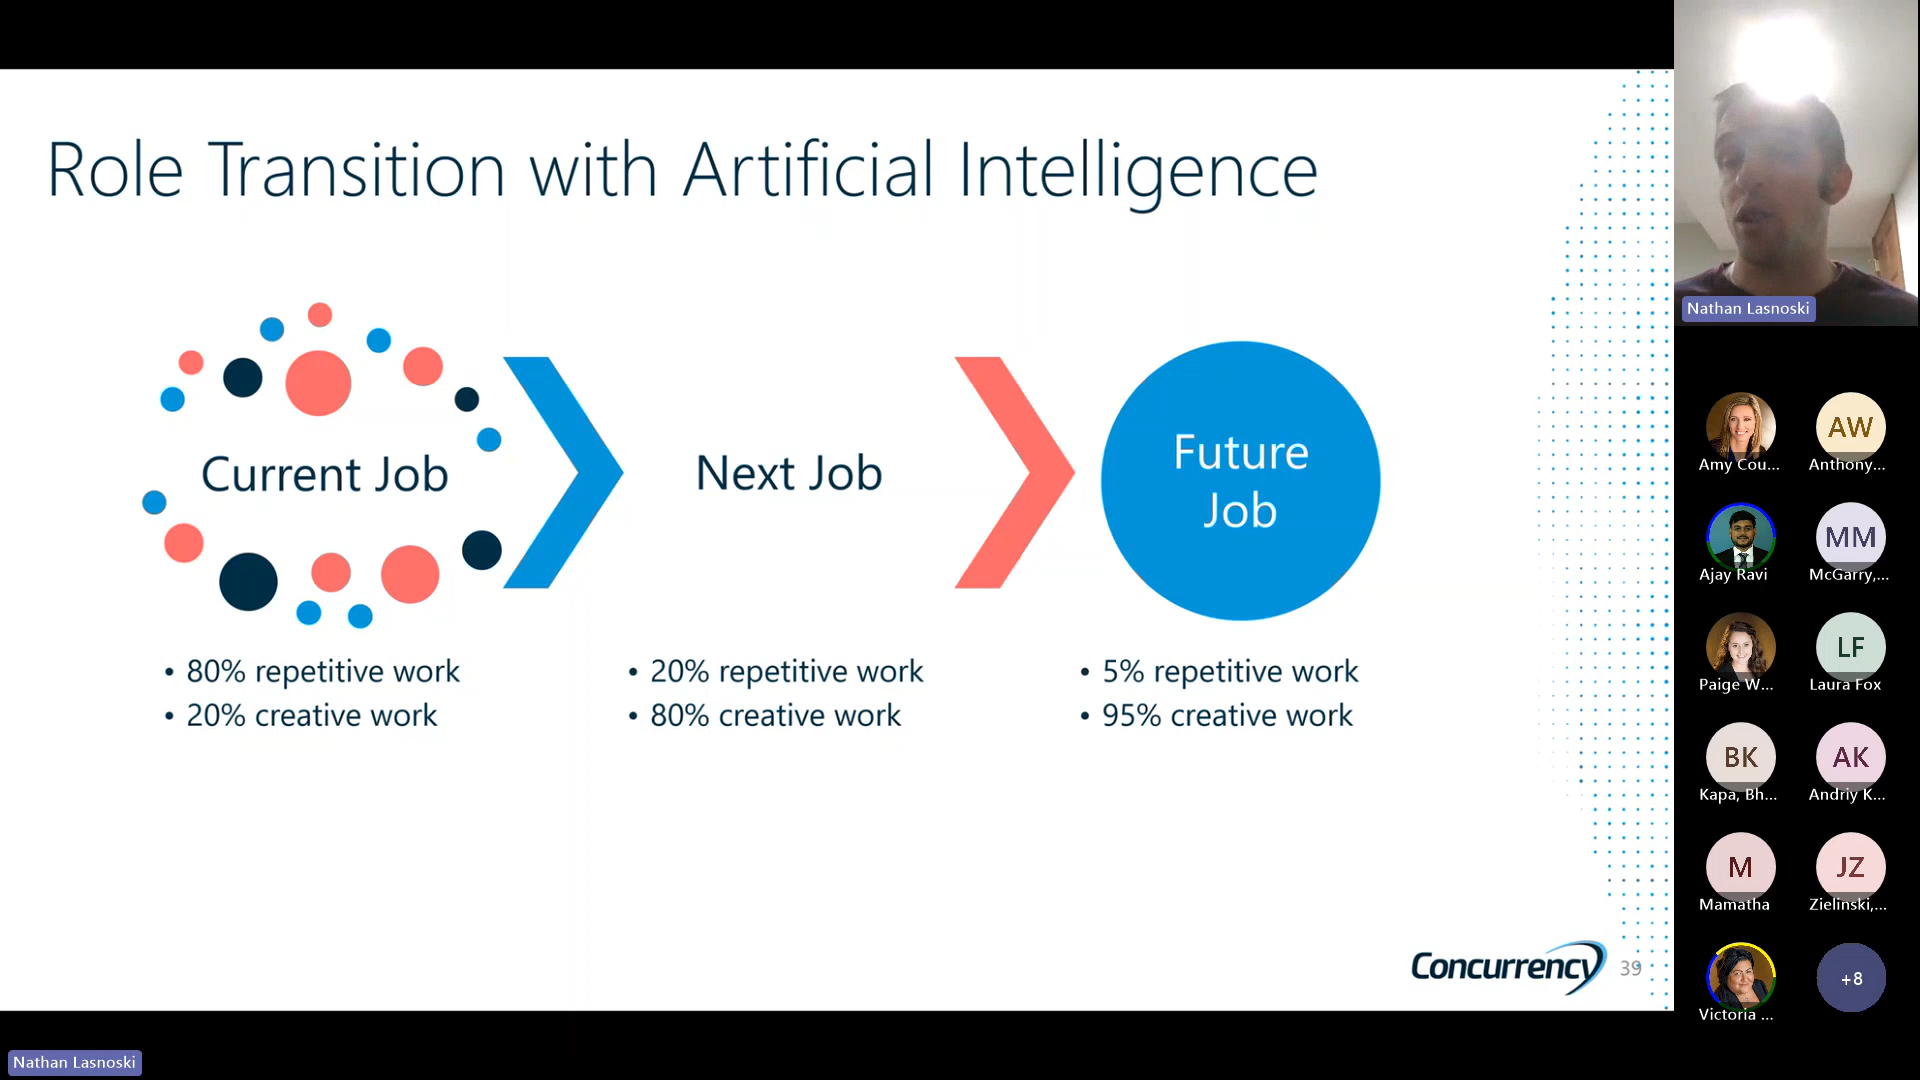 Role Transition with Artificial Intelligence
Current Job
Next Job
Future
Job
• 80% repetitive work
• 20% creative work
• 20% repetitive work
• 80% creative work
• 5% repetitive work
• 95% creative work
Concurrency
39
Nathan Lasnoski
Nathan Lasnoski
Amy Cou...
AW
Anthony...
Ajay Ravi
MM
McGarry,...
Paige W...
LF
Laura Fox
BK
Kapa, Bh...
AK
Andriy K...
M
Mamatha
JZ
Zielinski,...
Victoria ...
+8